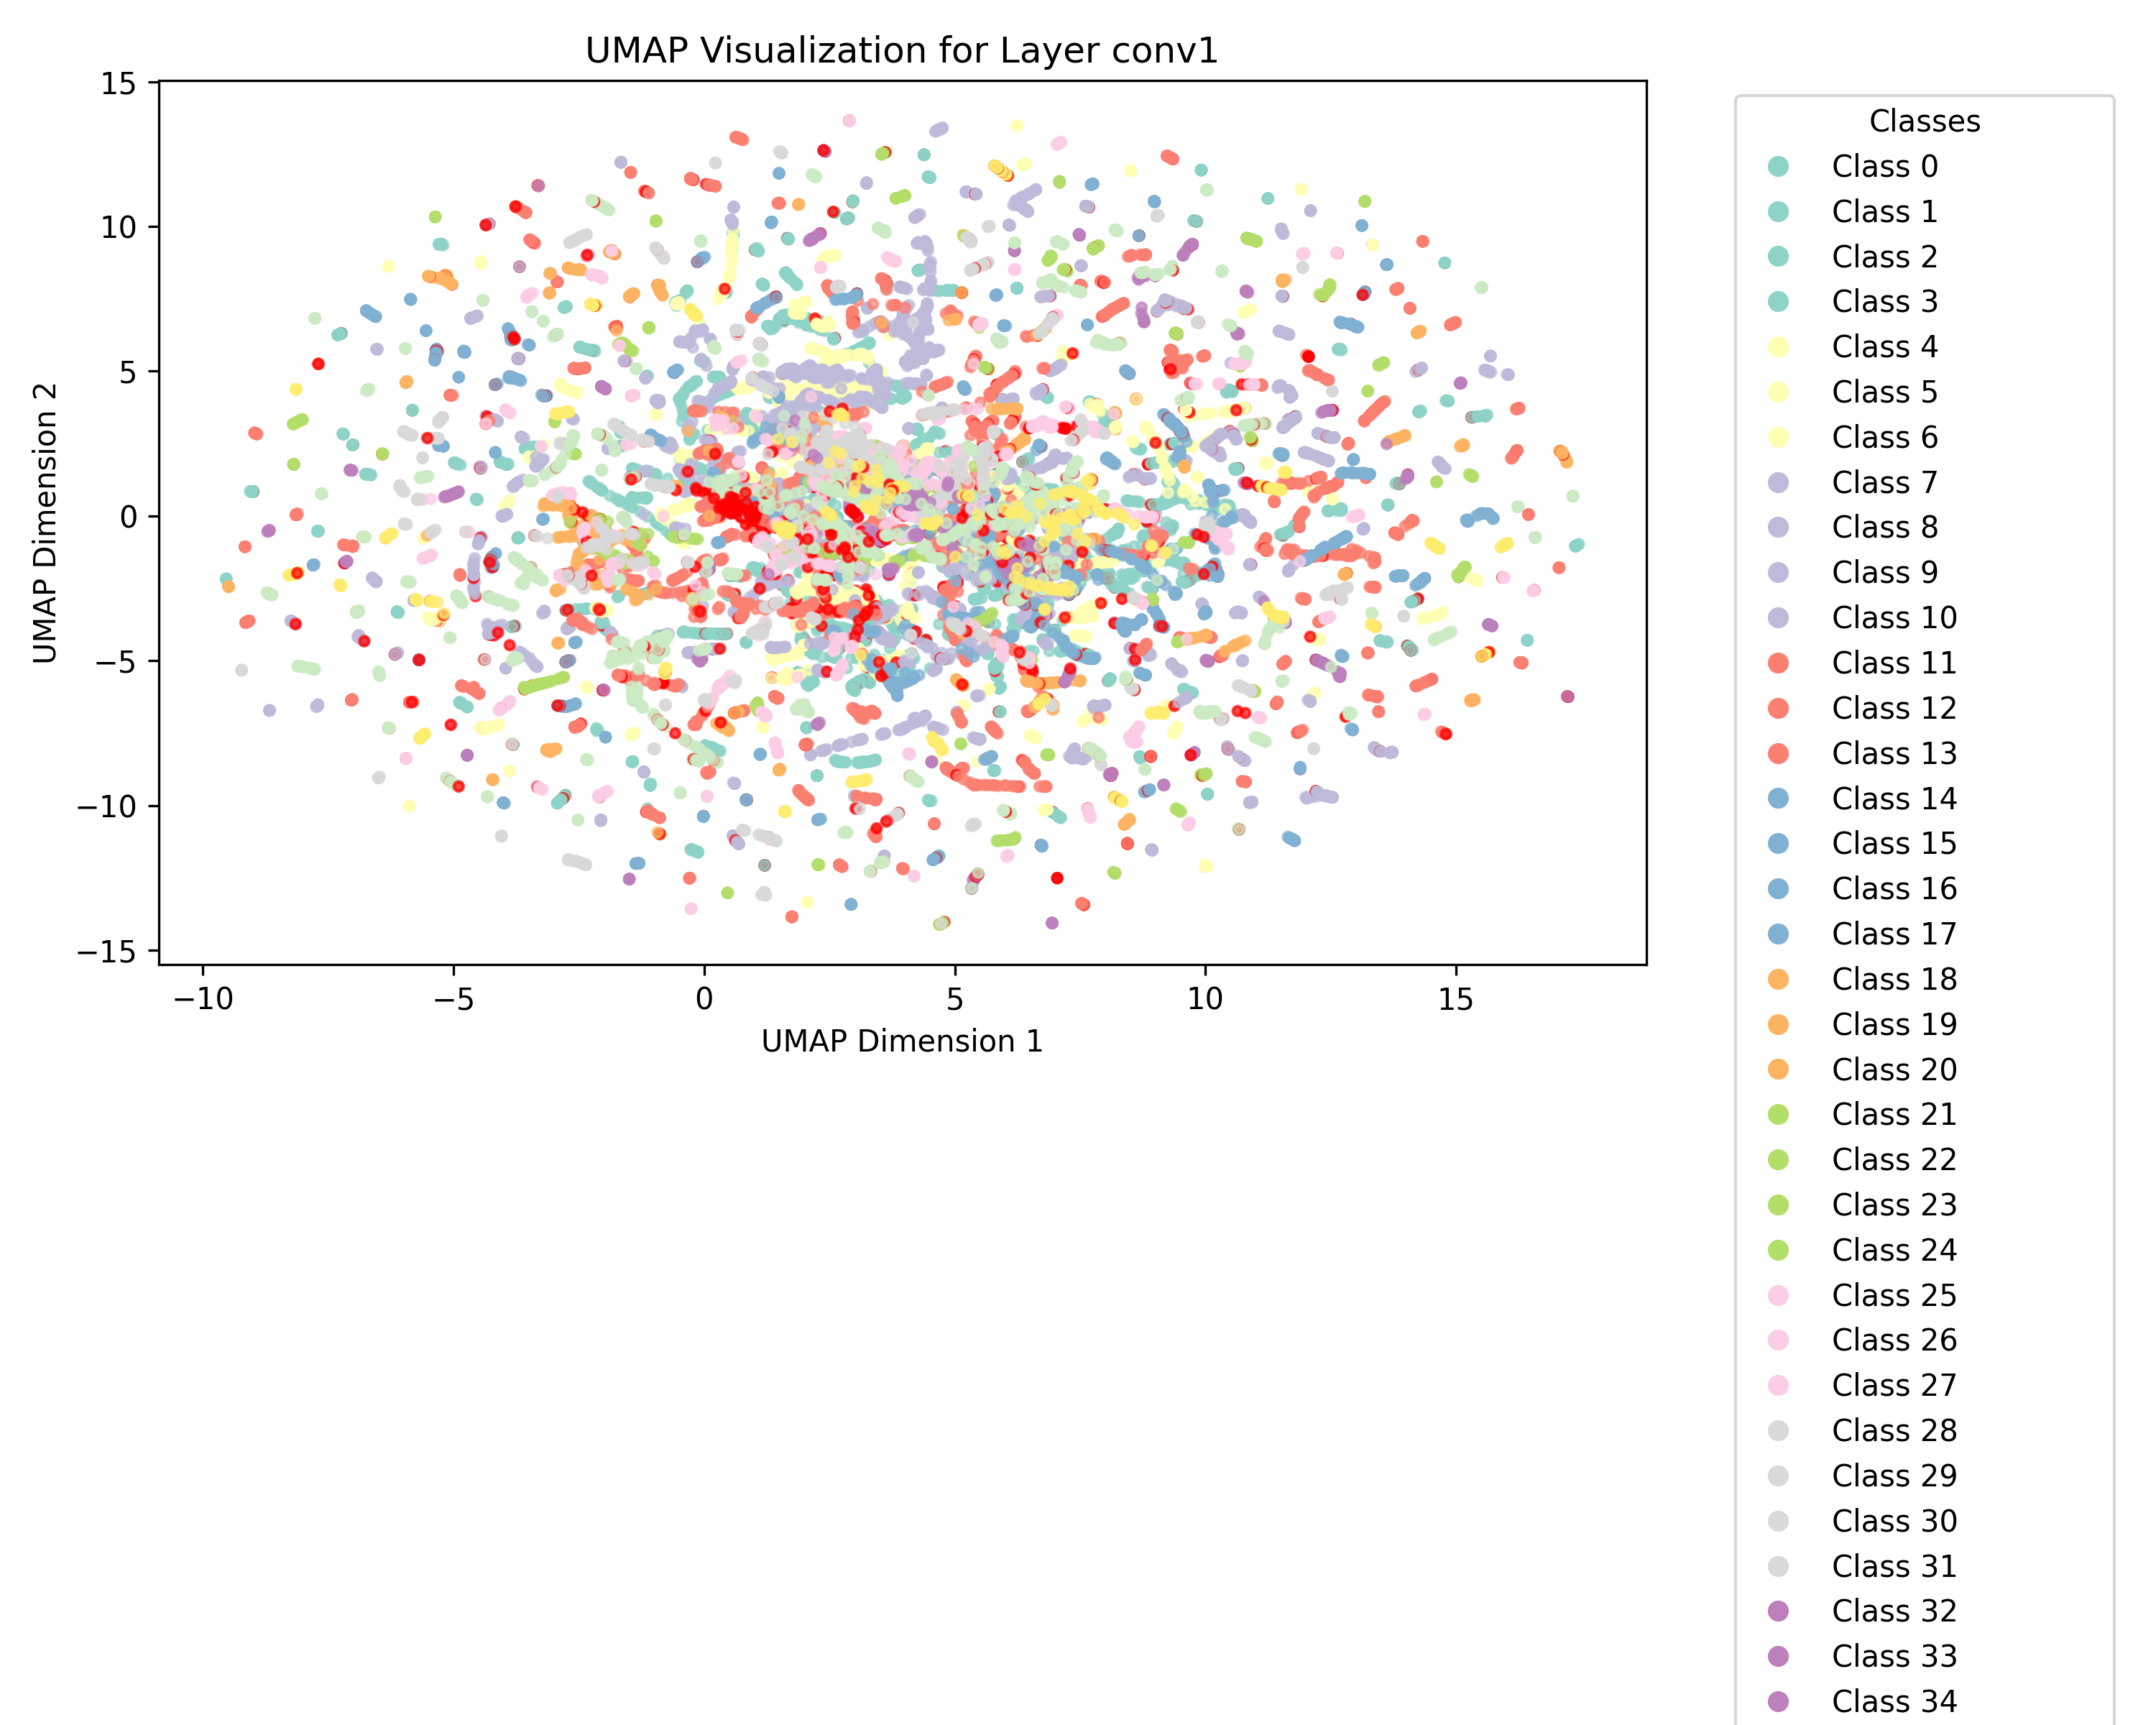 UMAP Visualization for Layer conv1
15
10
5
0
−5
−10
−15
UMAP Dimension 2
−10
−5
0
5
10
15
UMAP Dimension 1
Classes
Class 0
Class 1
Class 2
Class 3
Class 4
Class 5
Class 6
Class 7
Class 8
Class 9
Class 10
Class 11
Class 12
Class 13
Class 14
Class 15
Class 16
Class 17
Class 18
Class 19
Class 20
Class 21
Class 22
Class 23
Class 24
Class 25
Class 26
Class 27
Class 28
Class 29
Class 30
Class 31
Class 32
Class 33
Class 34